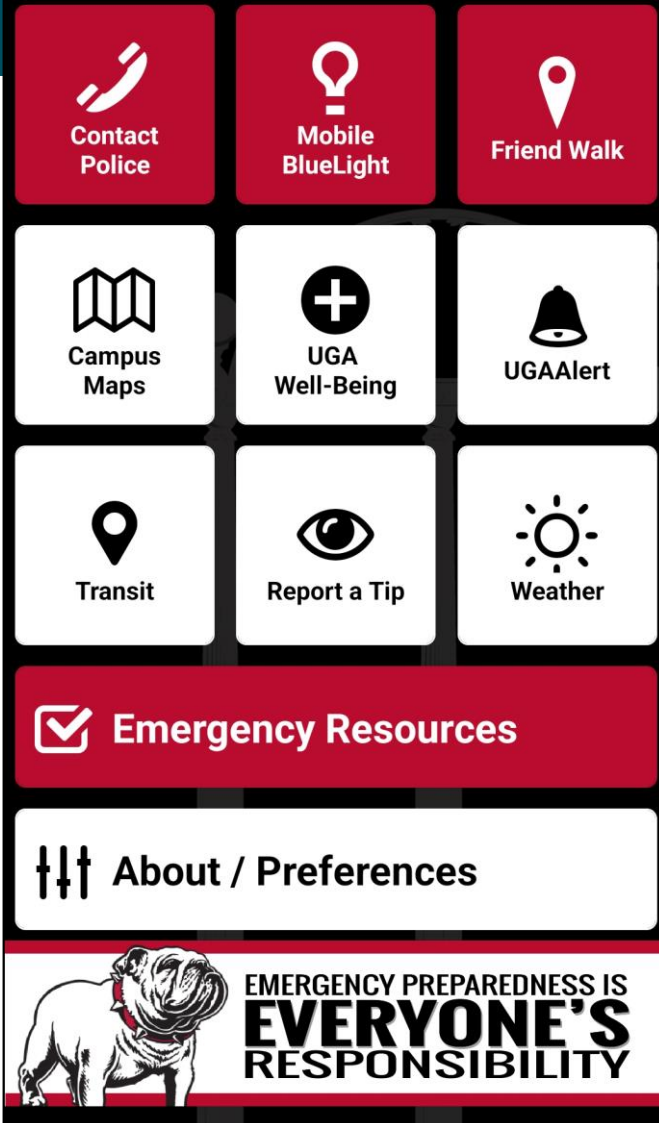 Contact
Police
Mobile
BlueLight
Friend Walk
Campus
Maps
UGA
Well-Being
UGAAlert
Transit
Report a Tip
Weather
Emergency Resources
About / Preferences
EMERGENCY PREPAREDNESS IS
EVERYONE'S
RESPONSIBILITY